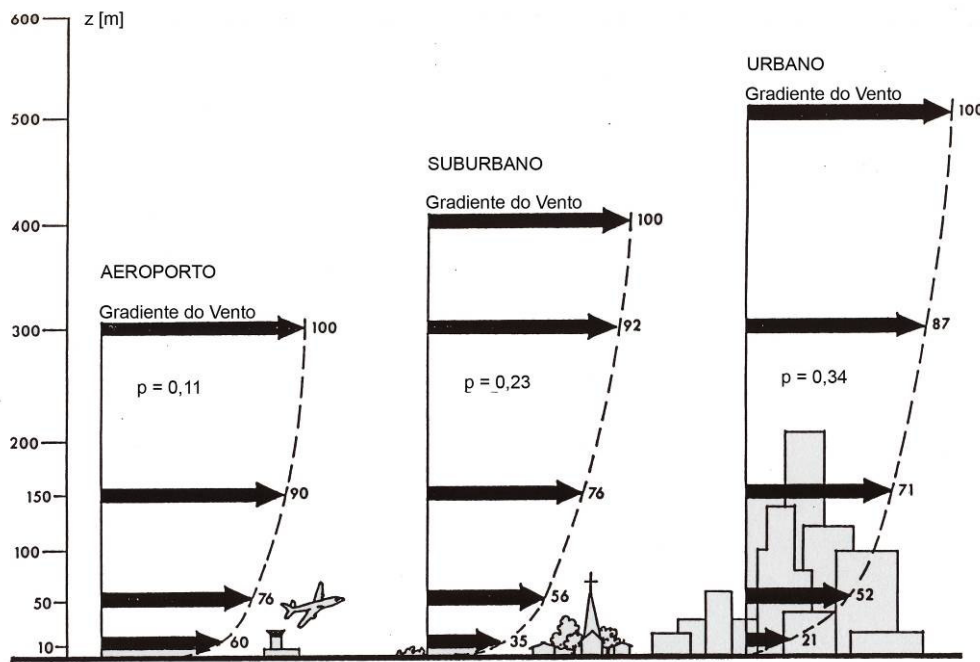 600
z [m]
500
400
300
200
150
100
50
10
AEROPORTO
Gradiente do Vento
100
p = 0,11
90
76
60
SUBURBANO
Gradiente do Vento
100
92
p = 0,23
76
56
35
URBANO
Gradiente do Vento
100
87
p = 0,34
71
52
21